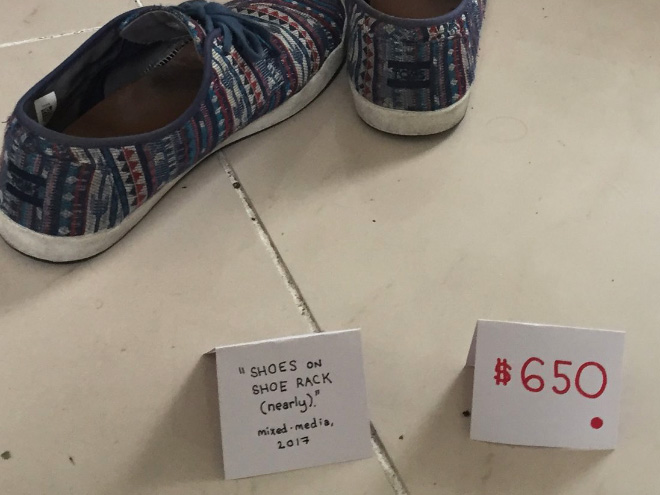 "SHOES ON
SHOE RACK
(nearly)."
mixed-media,
2017
$650